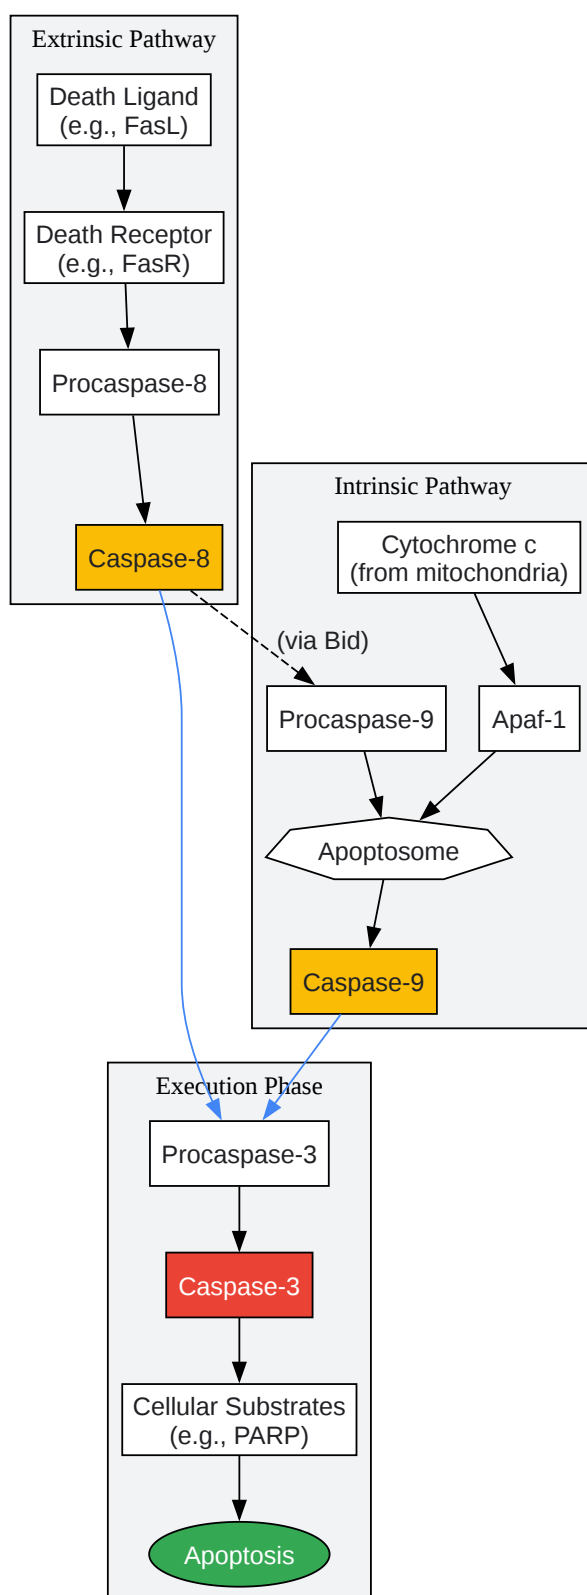 Extrinsic Pathway
Death Ligand
(e.g., FasL)
Death Receptor
(e.g., FasR)
Procaspase-8
Caspase-8
Intrinsic Pathway
Cytochrome c
(from mitochondria)
(via Bid)
Procaspase-9
Apaf-1
Apoptosome
Caspase-9
Execution Phase
Procaspase-3
Caspase-3
Cellular Substrates
(e.g., PARP)
Apoptosis